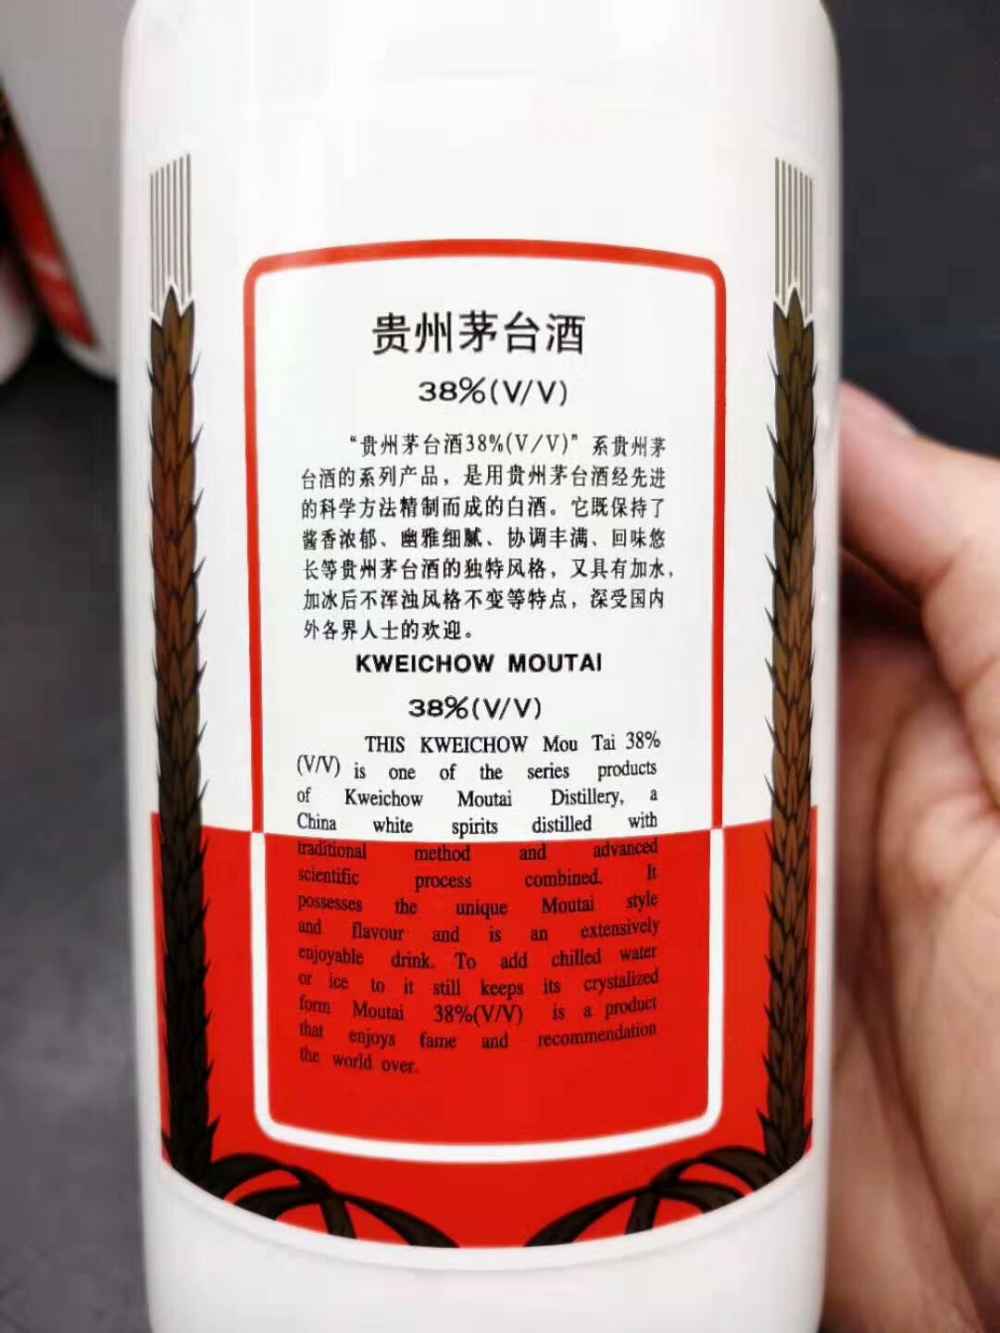 贵州茅台酒
38%(V/V)
“贵州茅台酒38%(V/V)”系贵州茅
台酒的系列产品，是用贵州茅台酒经先进
的科学方法精制而成的白酒。它既保持了
酱香浓郁、幽雅细腻、协调丰满、回味悠
长等贵州茅台酒的独特风格，又具有加水，
加冰后不浑浊风格不变等特点，深受国内
外各界人士的欢迎。
KWEICHOW MOUTAI
38%(V/V)
THIS KWEICHOW Mou Tai 38%
(V/V) is one of the series products
of Kweichow Moutai Distillery, a
China white spirits distilled with
traditional method and advanced
scientific process combined. It
possesses the unique Moutai style
and flavour and is an extensively
enjoyable drink. To add chilled water
or ice to it still keeps its crystalized
form Moutai 38%(V/V) is a product
that enjoys fame and recommendation
the world over.